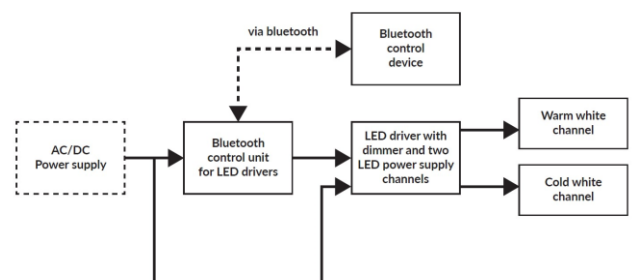 via bluetooth
Bluetooth
control
device
AC/DC
Power supply
Bluetooth
control unit
for LED drivers
LED driver with
dimmer and two
LED power supply
channels
Warm white
channel
Cold white
channel